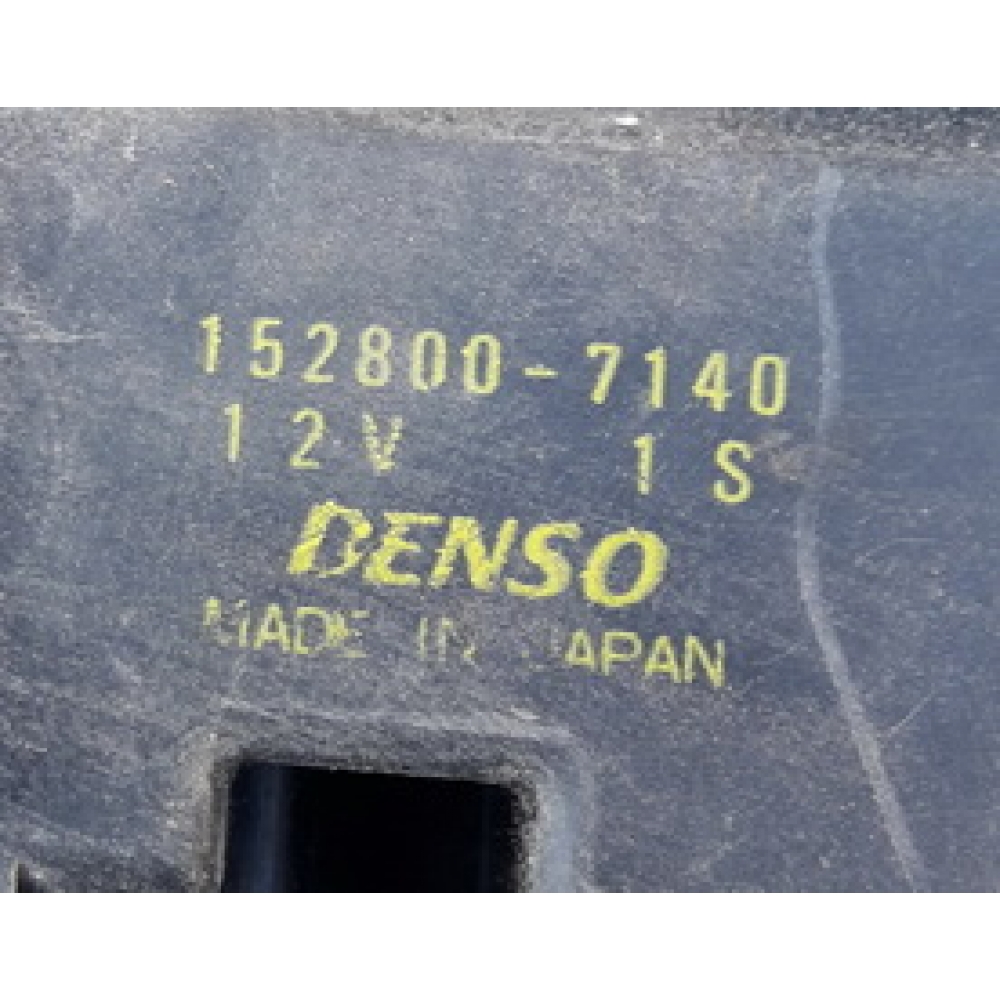 152800-7140
12V 1S
DENSO
MADE IN JAPAN